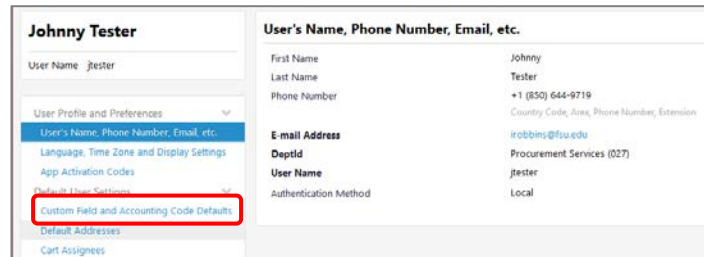 Johnny Tester
User Name jtester
User Profile and Preferences
User's Name, Phone Number, Email, etc.
Language, Time Zone and Display Settings
App Activation Codes
Default User Settings
Custom Field and Accounting Code Defaults
Default Addresses
Cart Assignees
User's Name, Phone Number, Email, etc.
First Name Johnny
Last Name Tester
Phone Number +1 (850) 644-9719
Country Code, Area, Phone Number, Extension
E-mail Address irobbins@fsu.edu
DeptId Procurement Services (027)
User Name jtester
Authentication Method Local